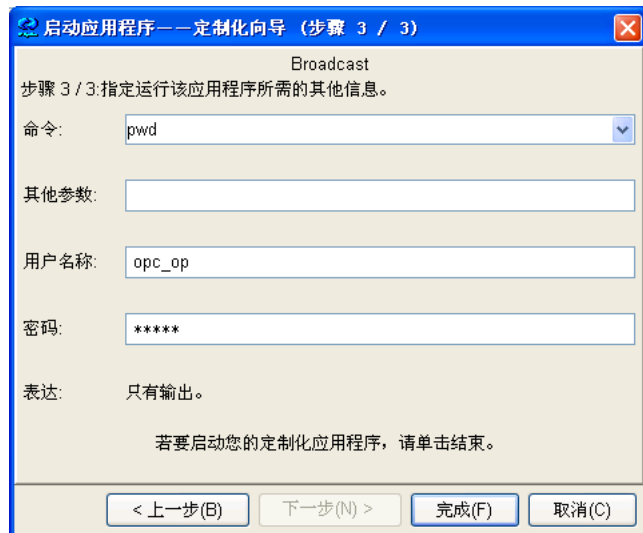 启动应用程序——定制化向导 (步骤 3 / 3)
Broadcast
步骤 3 / 3:指定运行该应用程序所需的其他信息。
命令: pwd
其他参数:
用户名称: opc_op
密码: *****
表达: 只有输出。
若要启动您的定制化应用程序，请单击结束。
< 上一步(B) 下一步(N) > 完成(F) 取消(C)